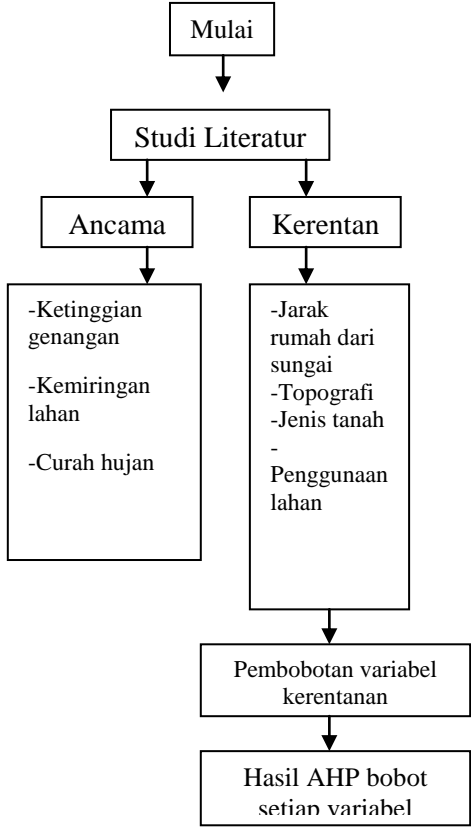 Mulai
Studi Literatur
Ancama
Kerentan
-Ketinggian
genangan
-Kemiringan
lahan
-Curah hujan
-Jarak
rumah dari
sungai
-Topografi
-Jenis tanah
-
Penggunaan
lahan
Pembobotan variabel
kerentanan
Hasil AHP bobot
setiap variabel